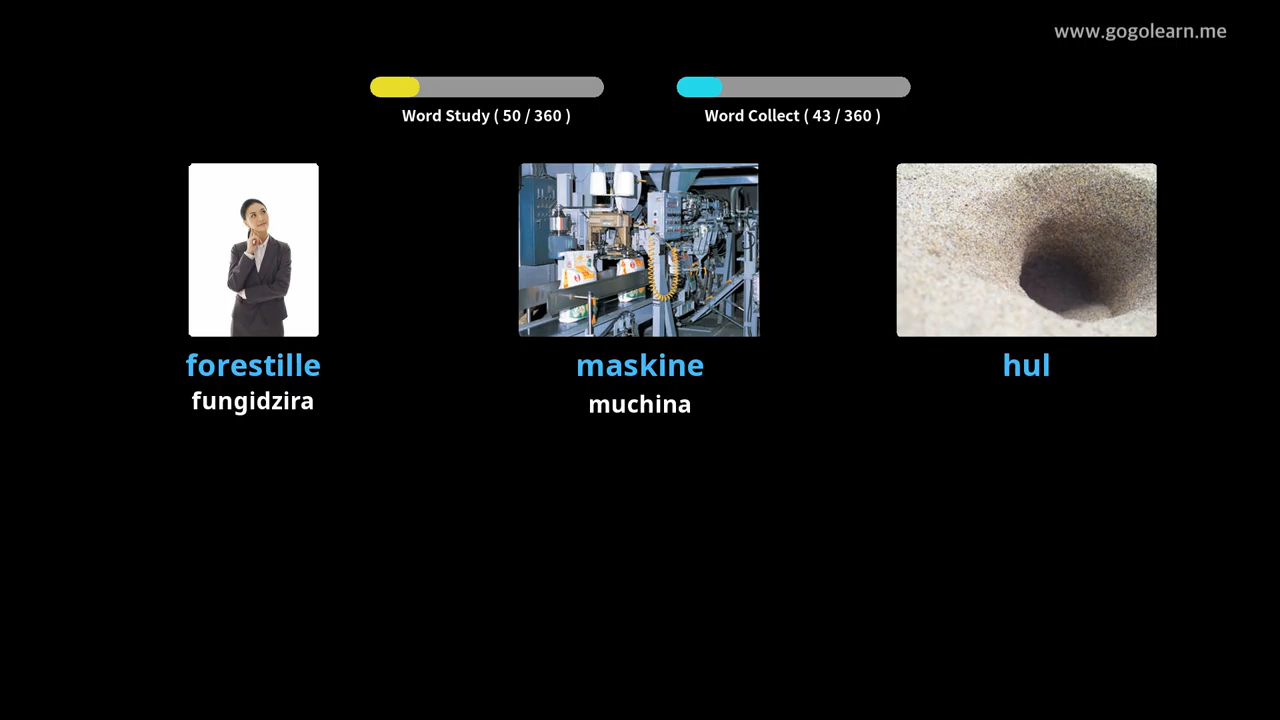 www.gogolearn.me
Word Study ( 50 / 360 )
Word Collect ( 43 / 360 )
forestille
fungidzira
maskine
muchina
hul